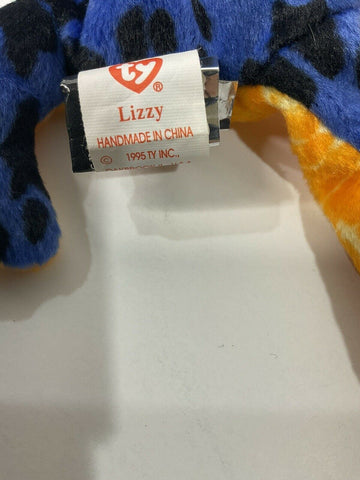 ty®
Lizzy
HANDMADE IN CHINA
© 1995 TY INC.,